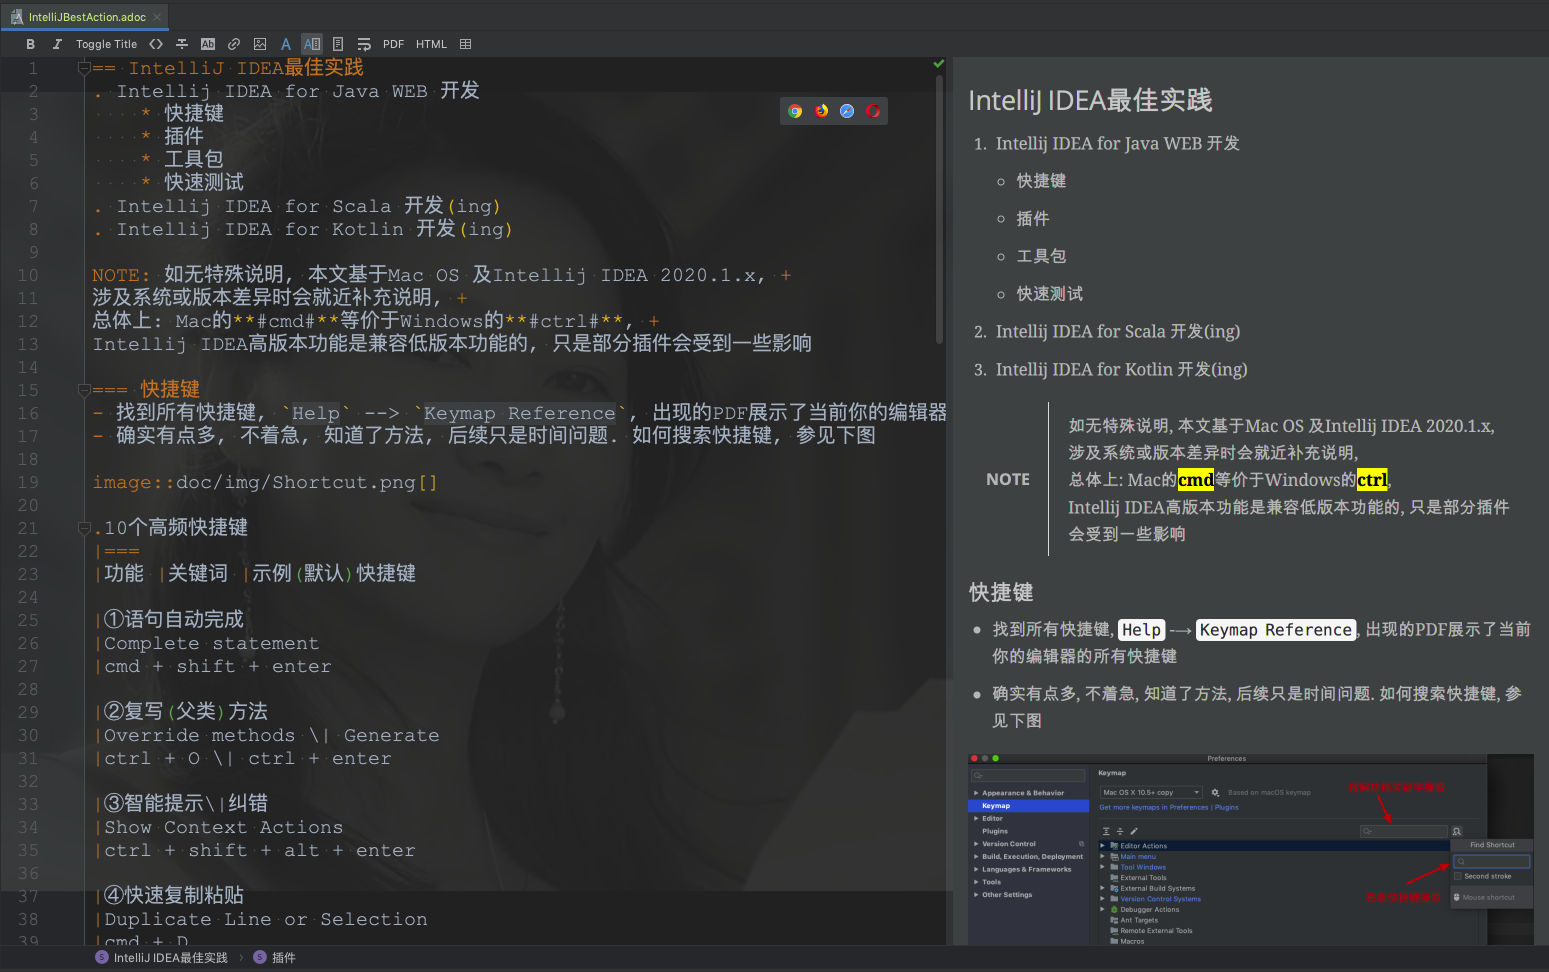 IntelliJBestAction.adoc
B I Toggle Title Ab A A PDF HTML
1 == IntelliJ IDEA最佳实践
2 . Intellij IDEA for Java WEB 开发
3 * 快捷键
4 * 插件
5 * 工具包
6 * 快速测试
7 . Intellij IDEA for Scala 开发(ing)
8 . Intellij IDEA for Kotlin 开发(ing)
9
10 NOTE: 如无特殊说明, 本文基于Mac OS 及Intellij IDEA 2020.1.x, +
11 涉及系统或版本差异时会就近补充说明, +
12 总体上: Mac的**#cmd#**等价于Windows的**#ctrl#**, +
13 Intellij IDEA高版本功能是兼容低版本功能的, 只是部分插件会受到一些影响
14
15 === 快捷键
16 - 找到所有快捷键, `Help` --> `Keymap Reference`, 出现的PDF展示了当前你的编辑器
17 - 确实有点多, 不着急, 知道了方法, 后续只是时间问题. 如何搜索快捷键, 参见下图
18
19 image::doc/img/Shortcut.png[]
20
21 .10个高频快捷键
22 |===
23 |功能 |关键词 |示例(默认)快捷键
24
25 |①语句自动完成
26 |Complete statement
27 |cmd + shift + enter
28
29 |②复写(父类)方法
30 |Override methods \| Generate
31 |ctrl + O \| ctrl + enter
32
33 |③智能提示\|纠错
34 |Show Context Actions
35 |ctrl + shift + alt + enter
36
37 |④快速复制粘贴
38 |Duplicate Line or Selection
39 |cmd + D
IntelliJ IDEA最佳实践
1. Intellij IDEA for Java WEB 开发
快捷键
插件
工具包
快速测试
2. Intellij IDEA for Scala 开发(ing)
3. Intellij IDEA for Kotlin 开发(ing)
NOTE
如无特殊说明, 本文基于Mac OS 及Intellij IDEA 2020.1.x,
涉及系统或版本差异时会就近补充说明,
总体上: Mac的cmd等价于Windows的ctrl,
Intellij IDEA高版本功能是兼容低版本功能的, 只是部分插件
会受到一些影响
快捷键
找到所有快捷键, Help --→ Keymap Reference, 出现的PDF展示了当前
你的编辑器的所有快捷键
确实有点多, 不着急, 知道了方法, 后续只是时间问题. 如何搜索快捷键, 参
见下图
Preferences
Appearance & Behavior
Keymap
Editor
Plugins
Version Control
Build, Execution, Deployment
Languages & Frameworks
Tools
Other Settings
Keymap
Mac OS X 10.5+ copy
Based on macOS keymap
Get more keymaps in Preferences | Plugins
Editor Actions
Main menu
Tool Windows
External Tools
External Build Systems
Version Control Systems
Debugger Actions
Ant Targets
Remote External Tools
Macros
Find Shortcut
Second stroke
Mouse shortcut
S IntelliJ IDEA最佳实践 › S 插件